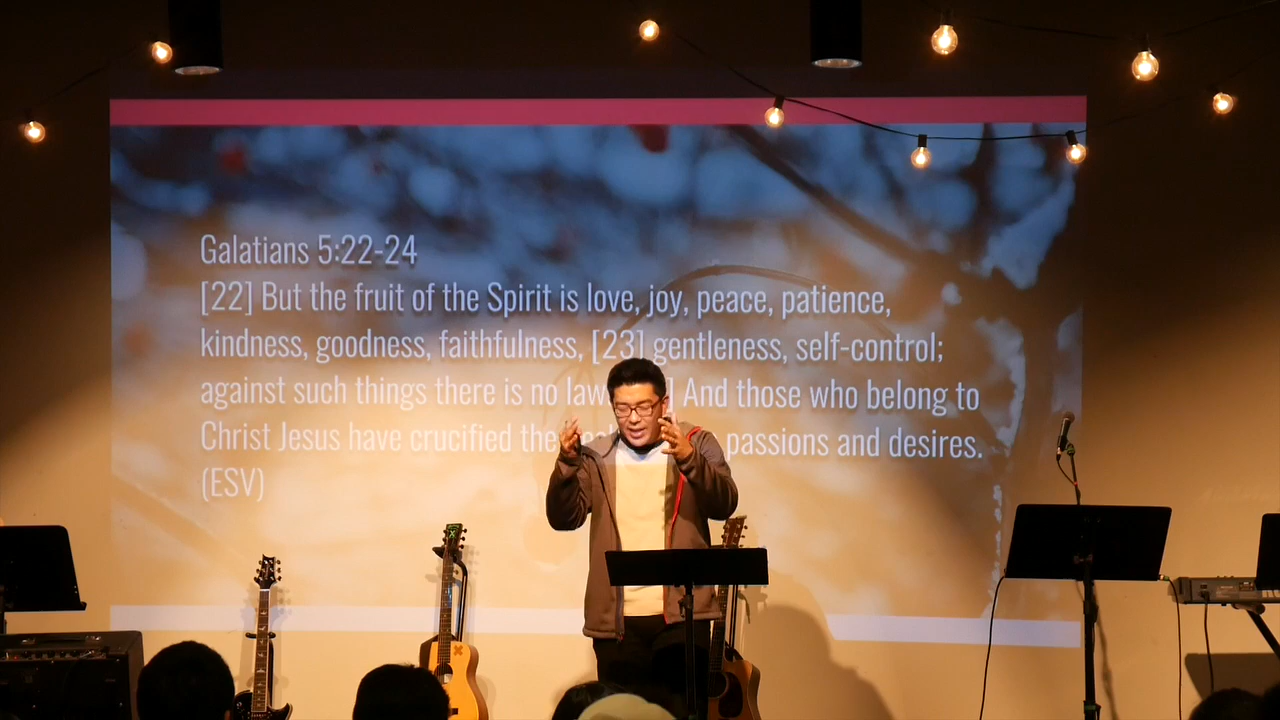 Galatians 5:22-24
[22] But the fruit of the Spirit is love, joy, peace, patience,
kindness, goodness, faithfulness, [23] gentleness, self-control;
against such things there is no law ] And those who belong to
Christ Jesus have crucified the passions and desires.
(ESV)